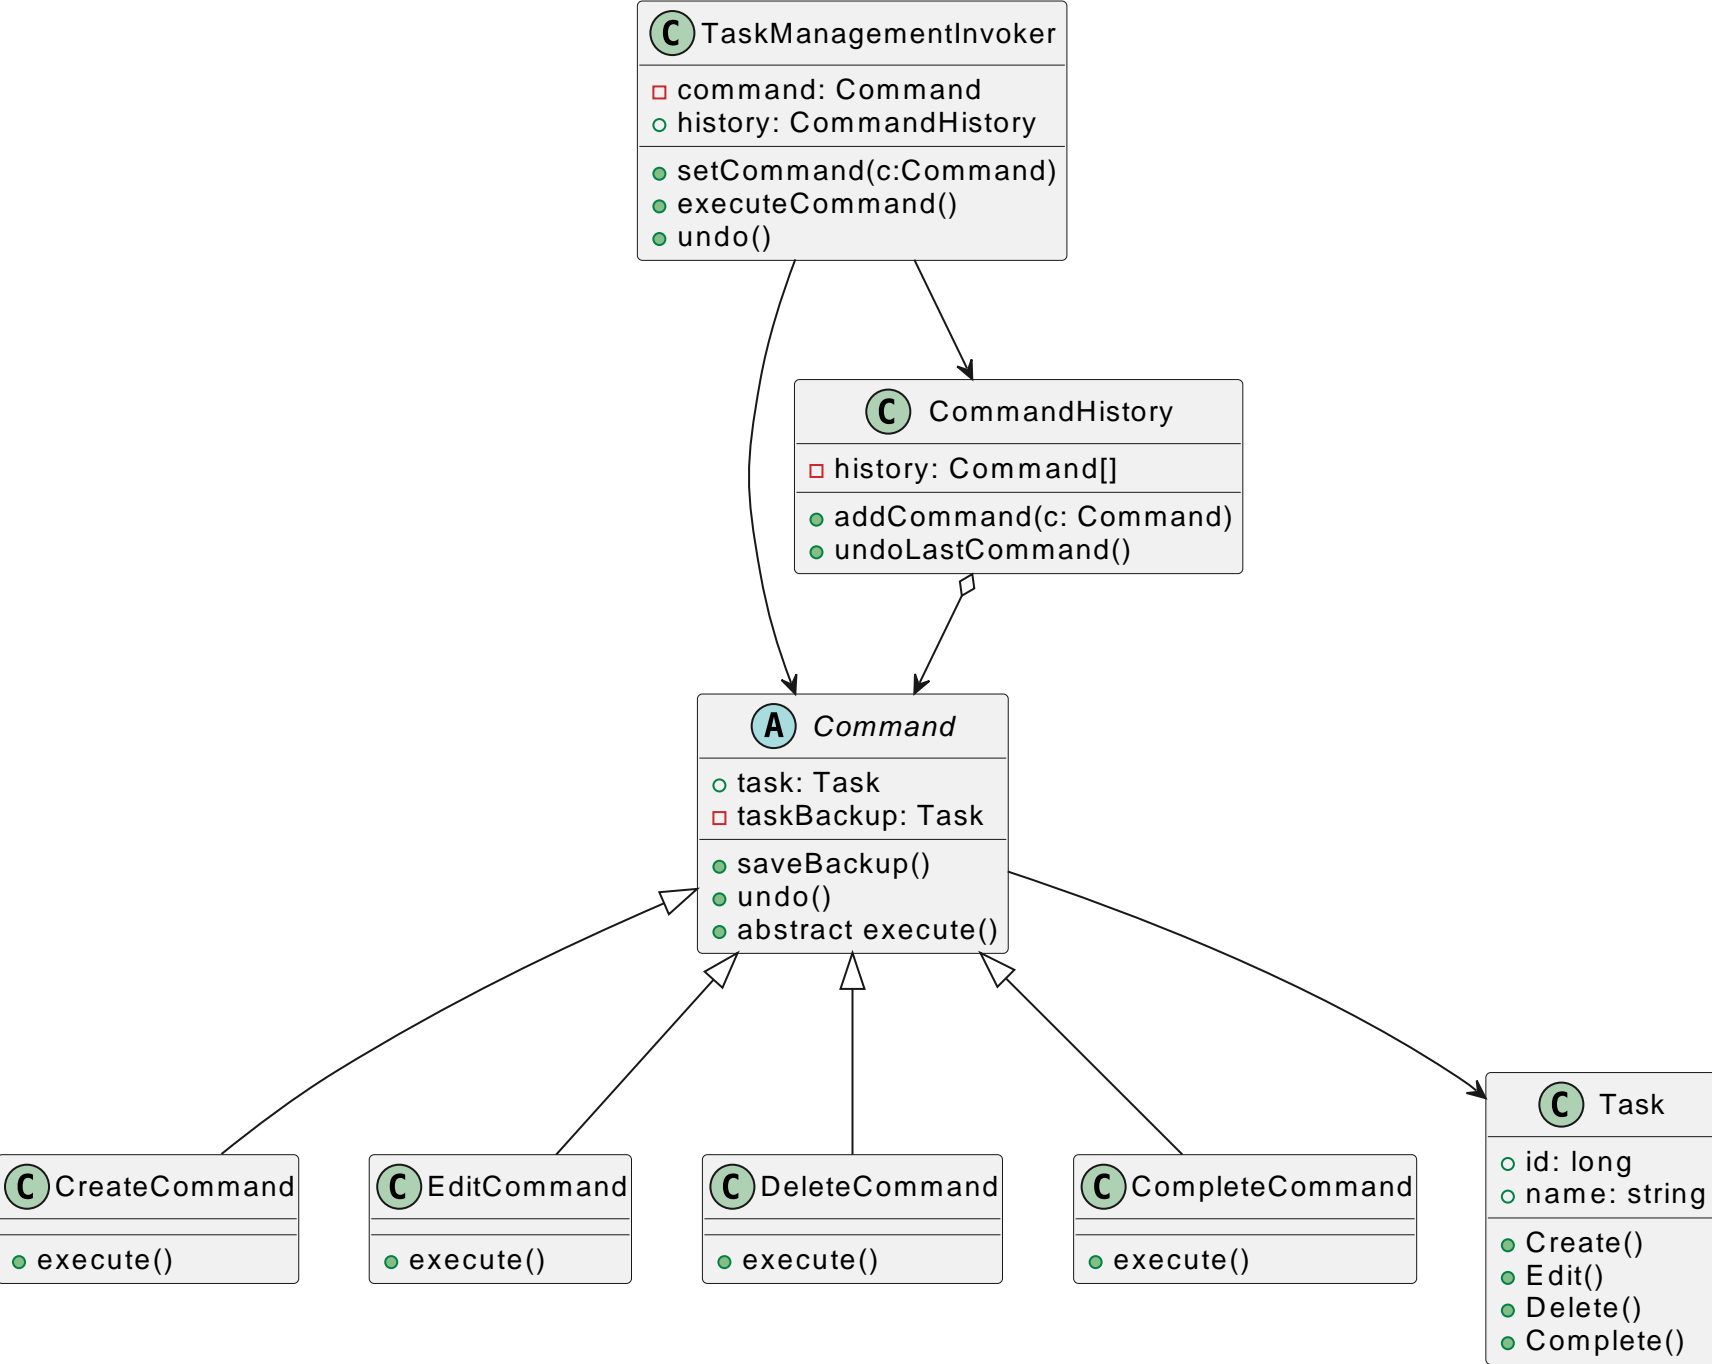 C TaskManagementInvoker
command: Command
history: CommandHistory
setCommand(c:Command)
executeCommand()
undo()
C CommandHistory
history: Command[]
addCommand(c: Command)
undoLastCommand()
A Command
task: Task
taskBackup: Task
saveBackup()
undo()
abstract execute()
C CreateCommand
execute()
C EditCommand
execute()
C DeleteCommand
execute()
C CompleteCommand
execute()
C Task
id: long
name: string
Create()
Edit()
Delete()
Complete()